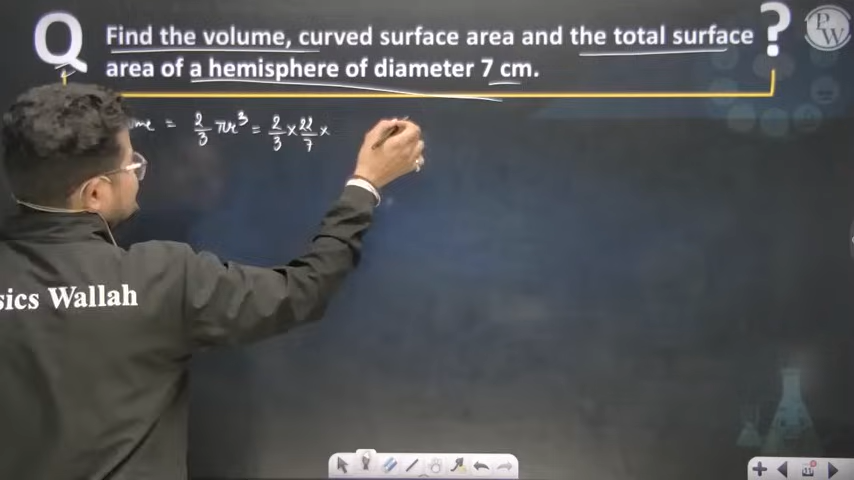 Q Find the volume, curved surface area and the total surface ?
area of a hemisphere of diameter 7 cm.
PW
= 2/3 πr³ = 2/3 × 22/7 ×
Wallah